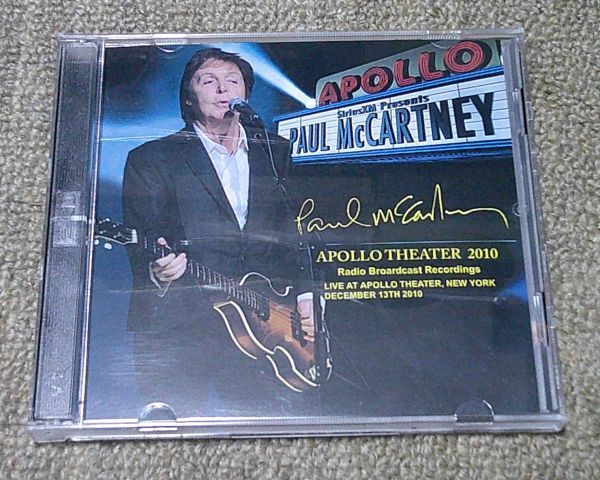 APOLLO
SiriusXM Presents
PAUL McCARTNEY
Paul McCartney
APOLLO THEATER 2010
Radio Broardcast Recordings
LIVE AT APOLLO THEATER, NEW YORK
DECEMBER 13TH 2010